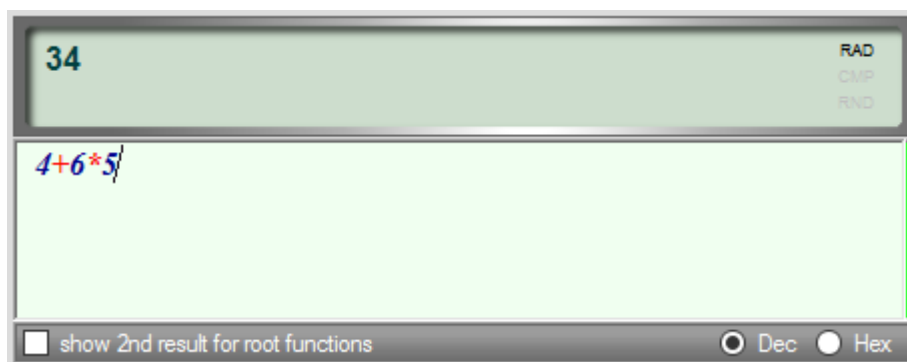 34
RAD
CMP
RND
4+6*5
show 2nd result for root functions
Dec Hex